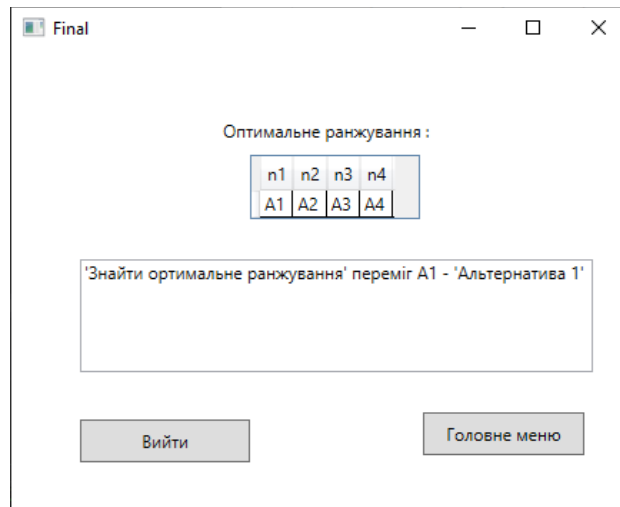 Final
Оптимальне ранжування :
n1 n2 n3 n4
A1 A2 A3 A4
'Знайти оптимальне ранжування' переміг A1 - 'Альтернатива 1'
Вийти
Головне меню